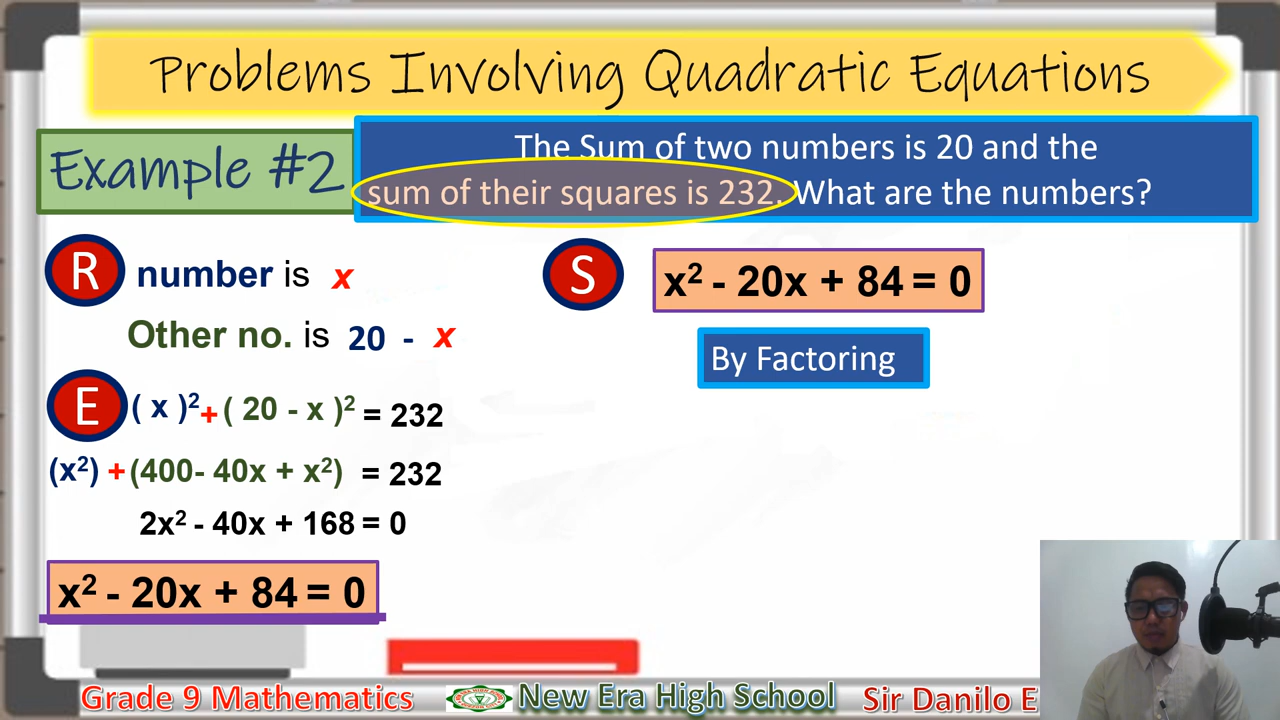 Problems Involving Quadratic Equations
Example #2
The Sum of two numbers is 20 and the
sum of their squares is 232. What are the numbers?
R number is x
Other no. is 20 - x
E ( x )² + ( 20 - x )² = 232
(x²) + (400- 40x + x²) = 232
2x² - 40x + 168 = 0
x² - 20x + 84 = 0
S x² - 20x + 84 = 0
By Factoring
Grade 9 Mathematics New Era High School Sir Danilo E